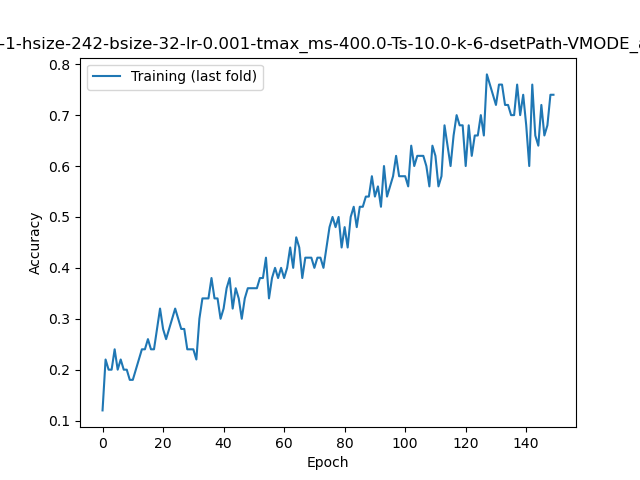 -1-hsize-242-bsize-32-lr-0.001-tmax_ms-400.0-Ts-10.0-k-6-dsetPath-VMODE_a
Training (last fold)
0.8
0.7
0.6
0.5
0.4
0.3
0.2
0.1
Accuracy
0 20 40 60 80 100 120 140
Epoch